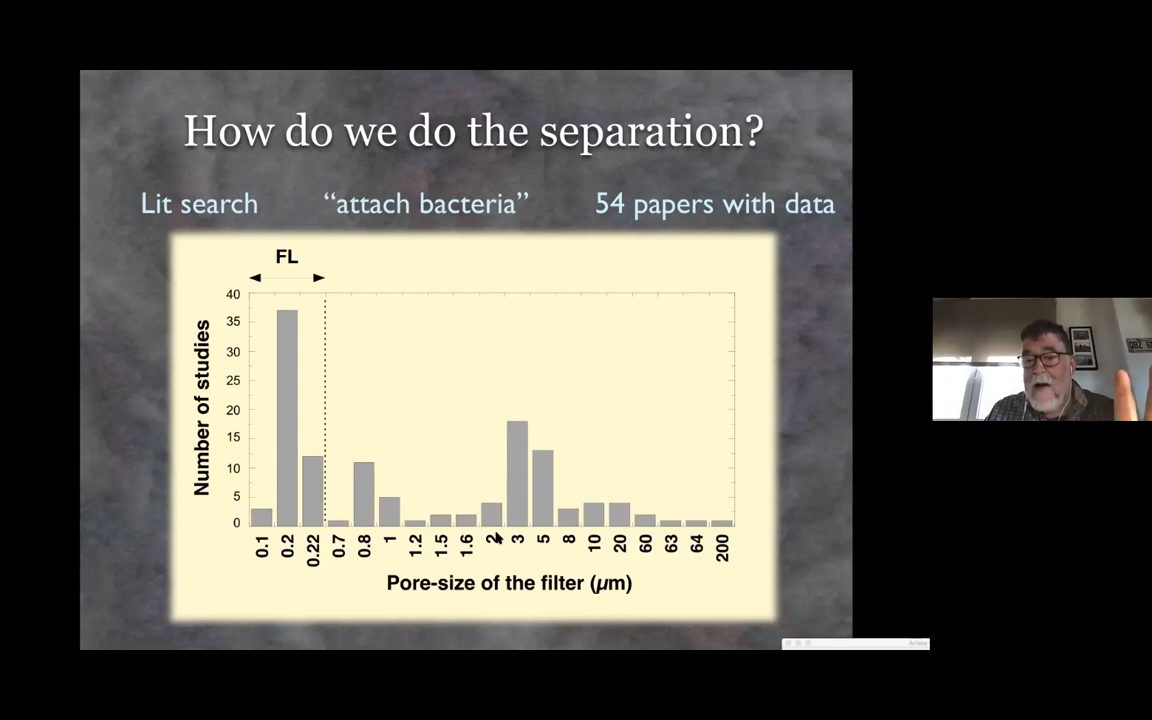 How do we do the separation?
Lit search “attach bacteria” 54 papers with data
FL
Number of studies
40
35
30
25
20
15
10
5
0
0.1 0.2 0.22 0.7 0.8 1 1.2 1.5 1.6 2 3 5 8 10 20 60 63 64 200
Pore-size of the filter (µm)